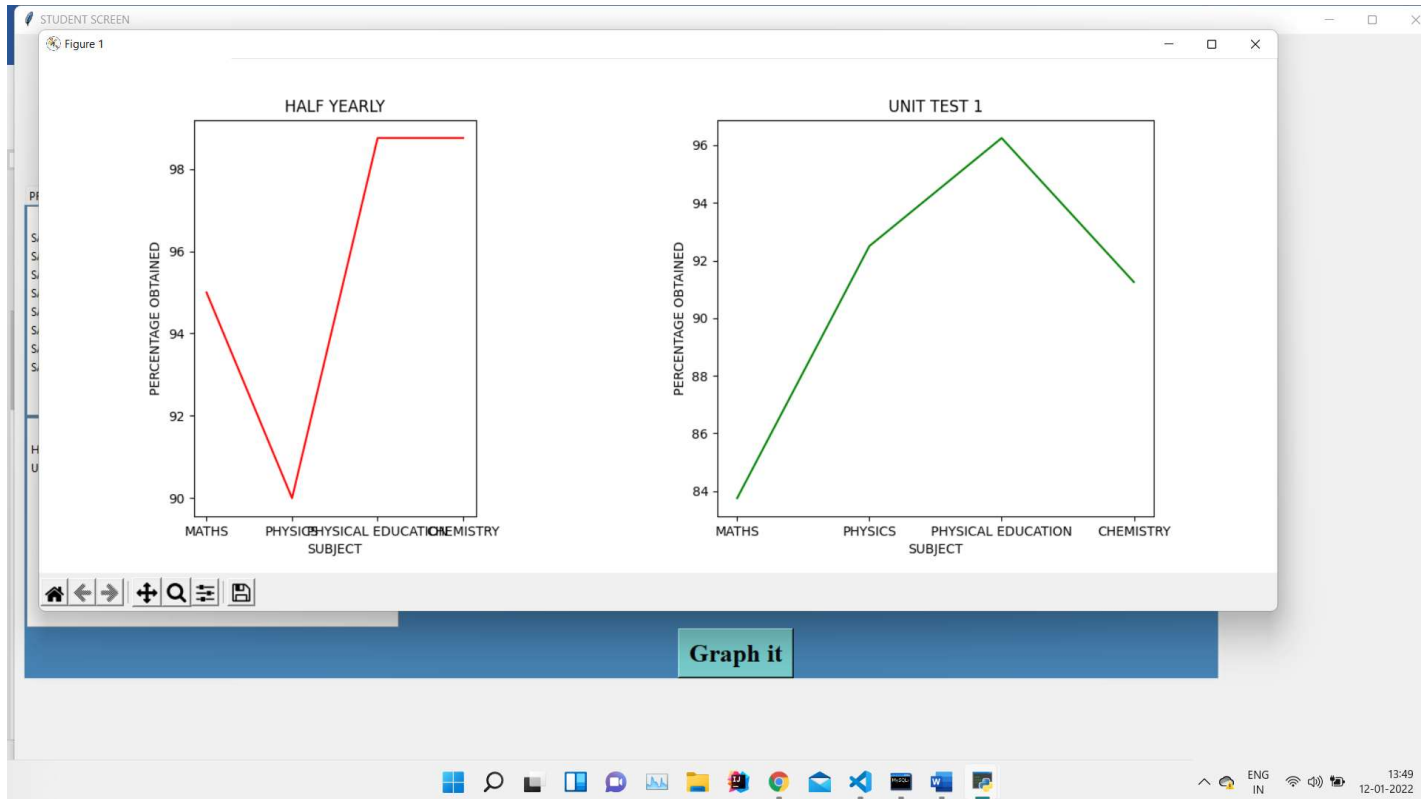 STUDENT SCREEN
Figure 1
HALF YEARLY
98
96
94
92
90
PERCENTAGE OBTAINED
MATHS PHYSICS PHYSICAL EDUCATION CHEMISTRY
SUBJECT
UNIT TEST 1
96
94
92
90
88
86
84
PERCENTAGE OBTAINED
MATHS PHYSICS PHYSICAL EDUCATION CHEMISTRY
SUBJECT
Graph it
ENG
IN
13:49
12-01-2022